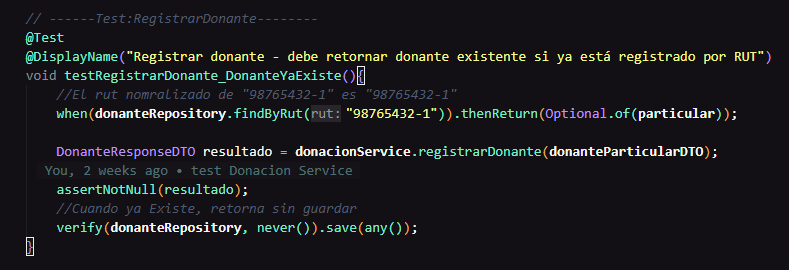 // ------Test:RegistrarDonante--------
@Test
@DisplayName("Registrar donante - debe retornar donante existente si ya está registrado por RUT")
void testRegistrarDonante_DonanteYaExiste(){
//El rut nomralizado de "98765432-1" es "98765432-1"
when(donanteRepository.findByRut(rut: "98765432-1")).thenReturn(Optional.of(particular));
DonanteResponseDTO resultado = donacionService.registrarDonante(donanteParticularDTO);
You, 2 weeks ago • test Donacion Service
assertNotNull(resultado);
//Cuando ya Existe, retorna sin guardar
verify(donanteRepository, never()).save(any());
}